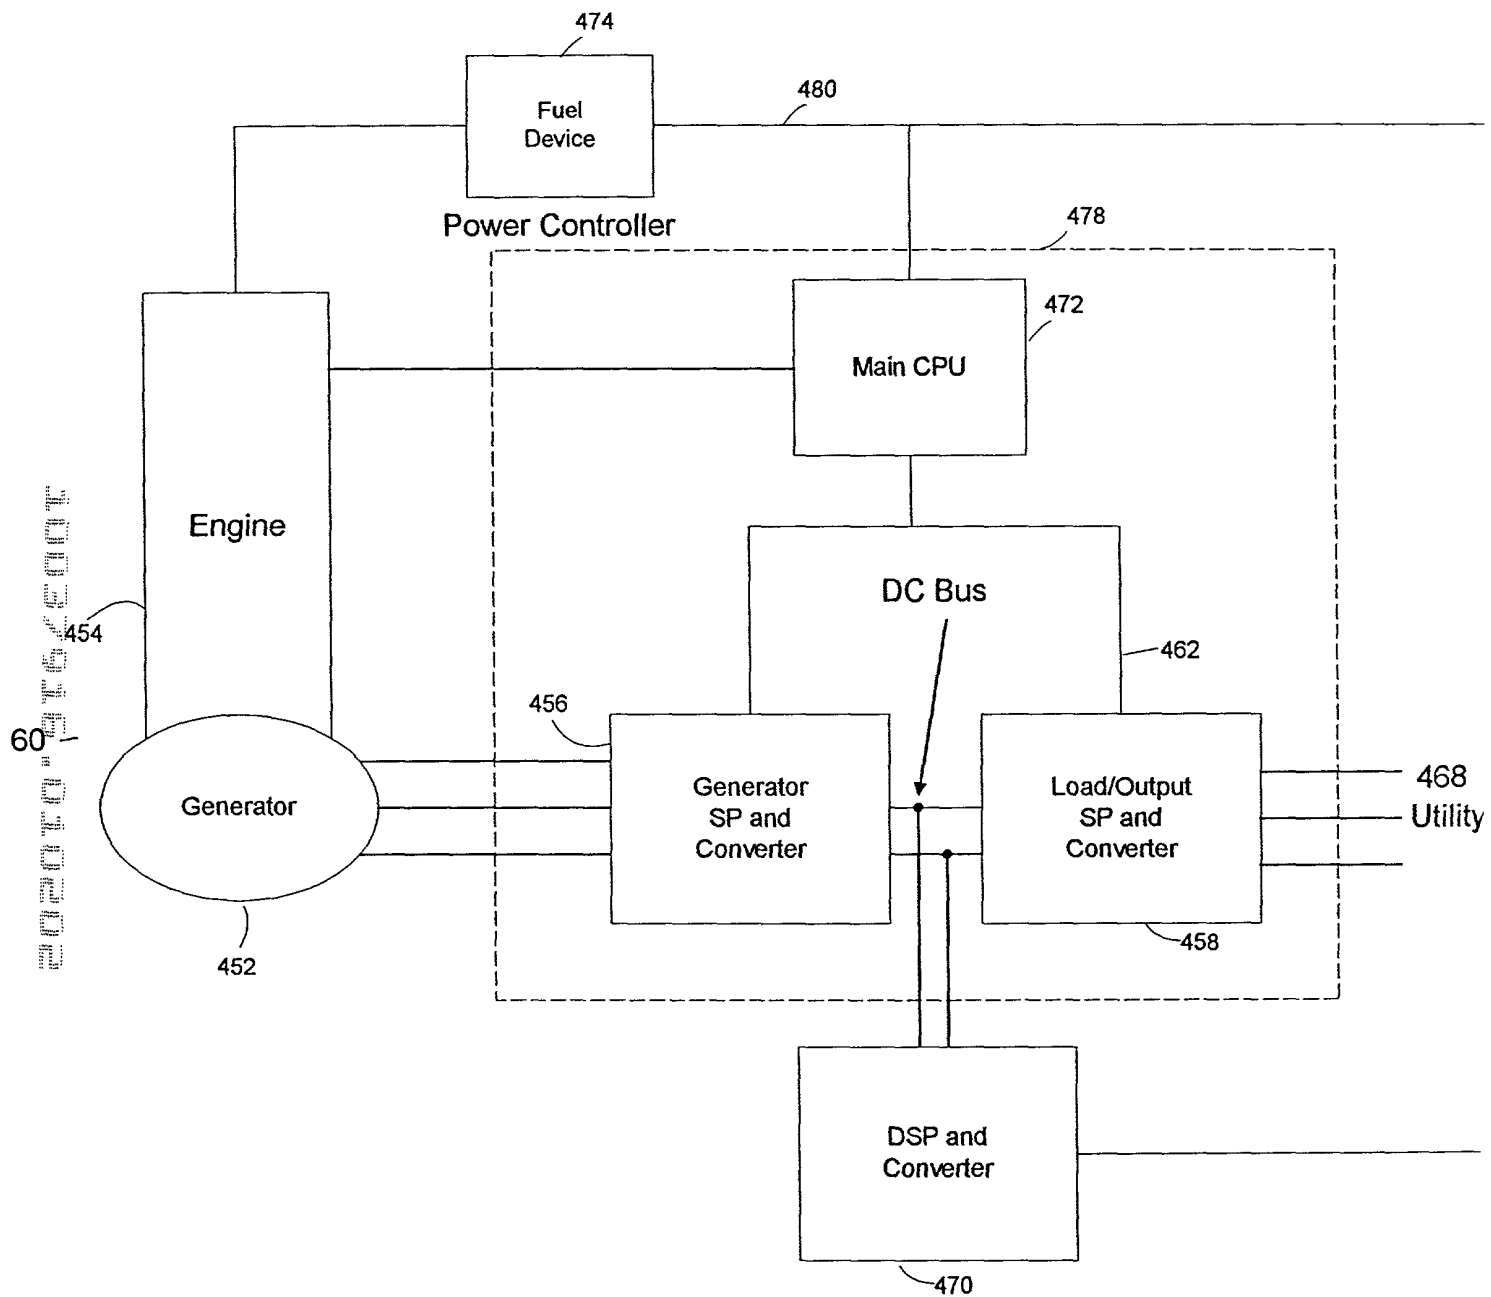 474
480
Fuel
Device
Power Controller
478
472
Main CPU
Engine
DC Bus
454
462
456
60
Generator
Generator
SP and
Converter
Load/Output
SP and
Converter
468
Utility
452
458
DSP and
Converter
470